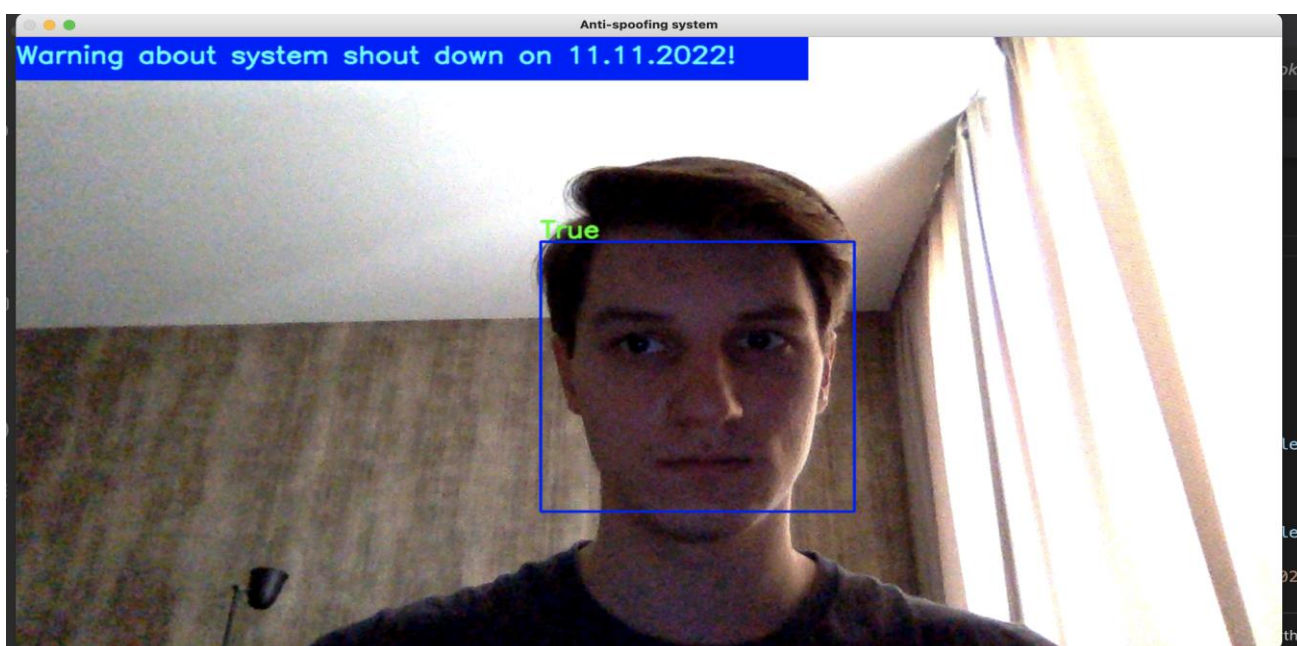 Anti-spoofing system
Warning about system shout down on 11.11.2022!
True